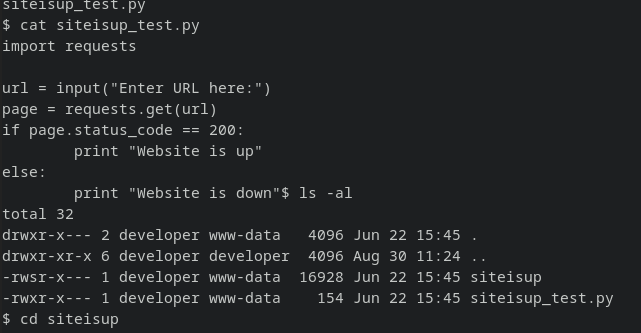 siteisup_test.py
$ cat siteisup_test.py
import requests

url = input("Enter URL here:")
page = requests.get(url)
if page.status_code == 200:
        print "Website is up"
else:
        print "Website is down"$ ls -al
total 32
drwxr-x--- 2 developer www-data   4096 Jun 22 15:45 .
drwxr-xr-x 6 developer developer  4096 Aug 30 11:24 ..
-rwsr-x--- 1 developer www-data  16928 Jun 22 15:45 siteisup
-rwxr-x--- 1 developer www-data    154 Jun 22 15:45 siteisup_test.py
$ cd siteisup